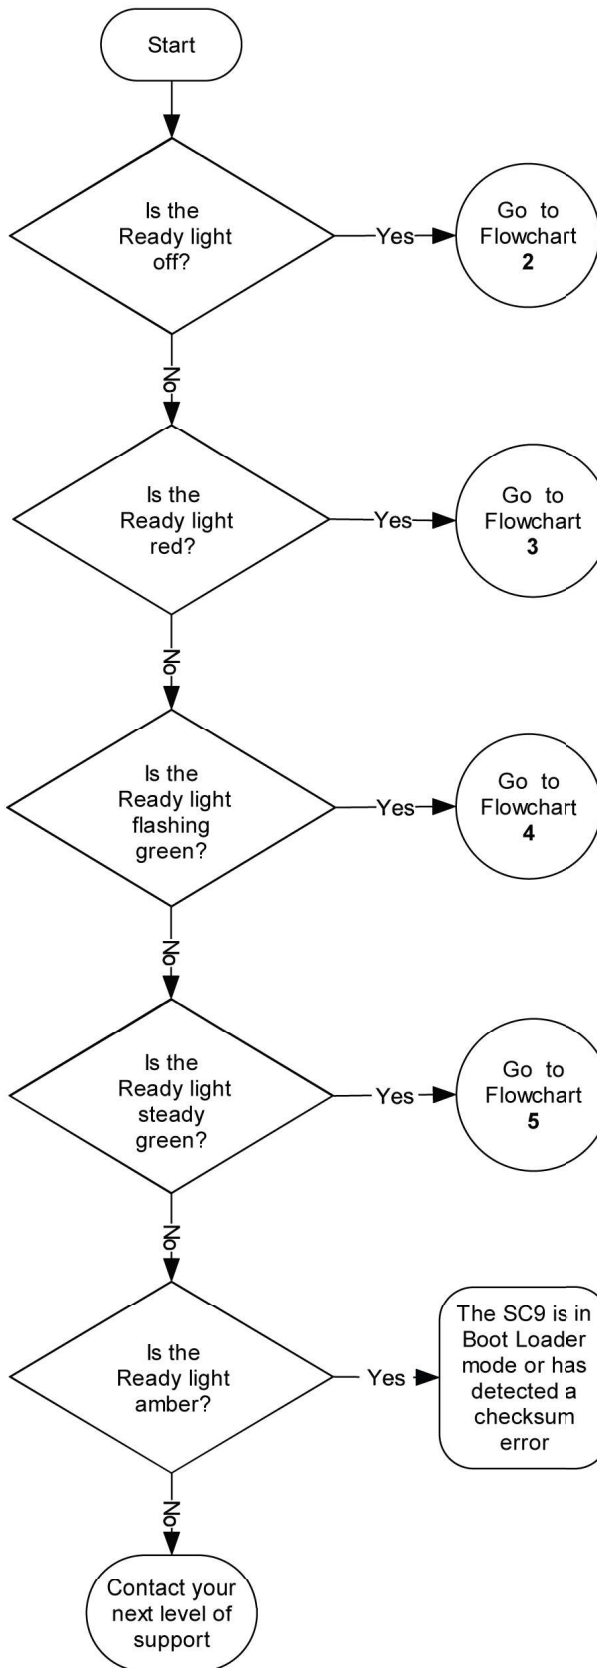 Start
Is the
Ready light
off?
Yes
Go to
Flowchart
2
No
Is the
Ready light
red?
Yes
Go to
Flowchart
3
No
Is the
Ready light
flashing
green?
Yes
Go to
Flowchart
4
No
Is the
Ready light
steady
green?
Yes
Go to
Flowchart
5
No
Is the
Ready light
amber?
Yes
The SC9 is in
Boot Loader
mode or has
detected a
checksum
error
No
Contact your
next level of
support